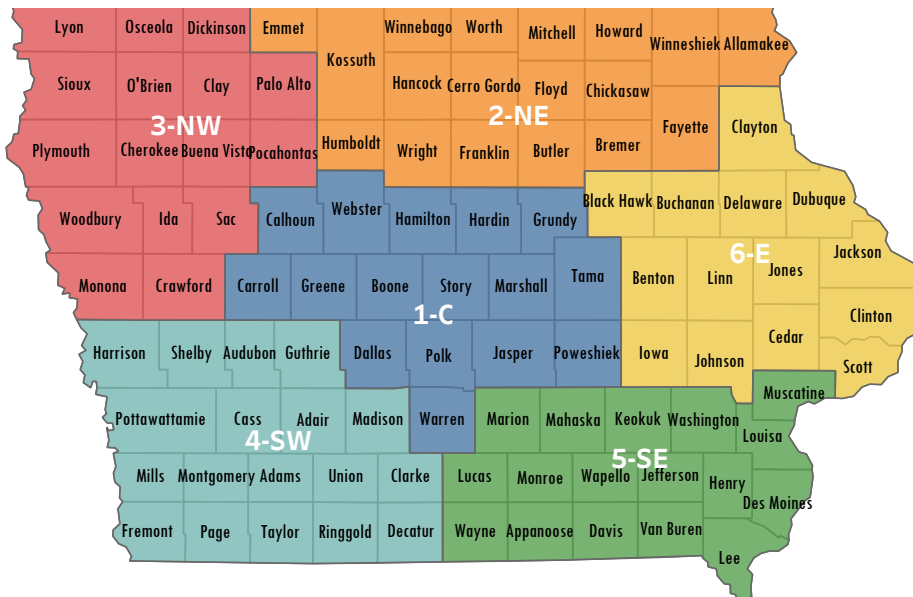 Lyon Osceola Dickinson Emmet Winnebago Worth Mitchell Howard Winneshiek Allamakee
Kossuth
Sioux O'Brien Clay Palo Alto Hancock Cerro Gordo Floyd Chickasaw
3-NW 2-NE
Fayette Clayton
Plymouth Cherokee Buena Vista Pocahontas Humboldt Wright Franklin Butler Bremer
Woodbury Ida Sac Calhoun Webster Hamilton Hardin Grundy Black Hawk Buchanan Delaware Dubuque
6-E
Monona Crawford Carroll Greene Boone Story Marshall Tama Benton Linn Jones Jackson
1-C
Clinton
Harrison Shelby Audubon Guthrie Dallas Polk Jasper Poweshiek Iowa Johnson Cedar Scott
Pottawattamie Cass Adair Madison Warren Marion Mahaska Keokuk Washington Muscatine
Louisa
4-SW 5-SE
Mills Montgomery Adams Union Clarke Lucas Monroe Wapello Jefferson Henry
Des Moines
Fremont Page Taylor Ringgold Decatur Wayne Appanoose Davis Van Buren
Lee